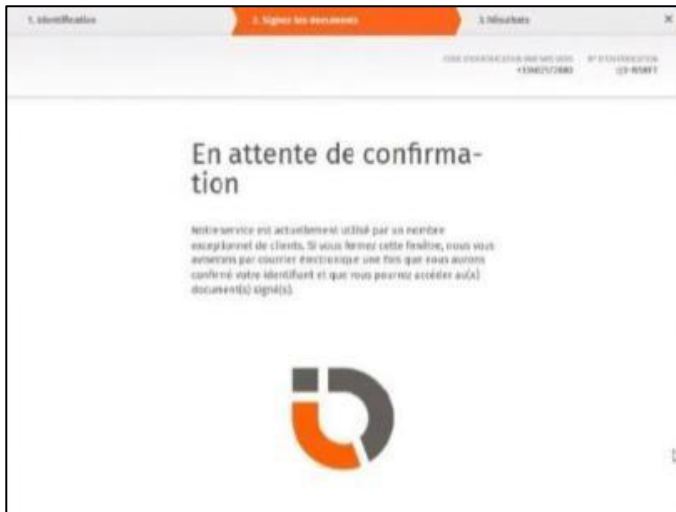 1. Identification
2. Signez les documents
3. Résultats
×
En attente de confirma-
tion
Notre service est actuellement utilisé par un nombre
exceptionnel de clients. Si vous fermez cette fenêtre, nous vous
aviserons par courrier électronique une fois que nous aurons
confirmé votre identifiant et que vous pourrez accéder au(x)
document(s) signé(s).